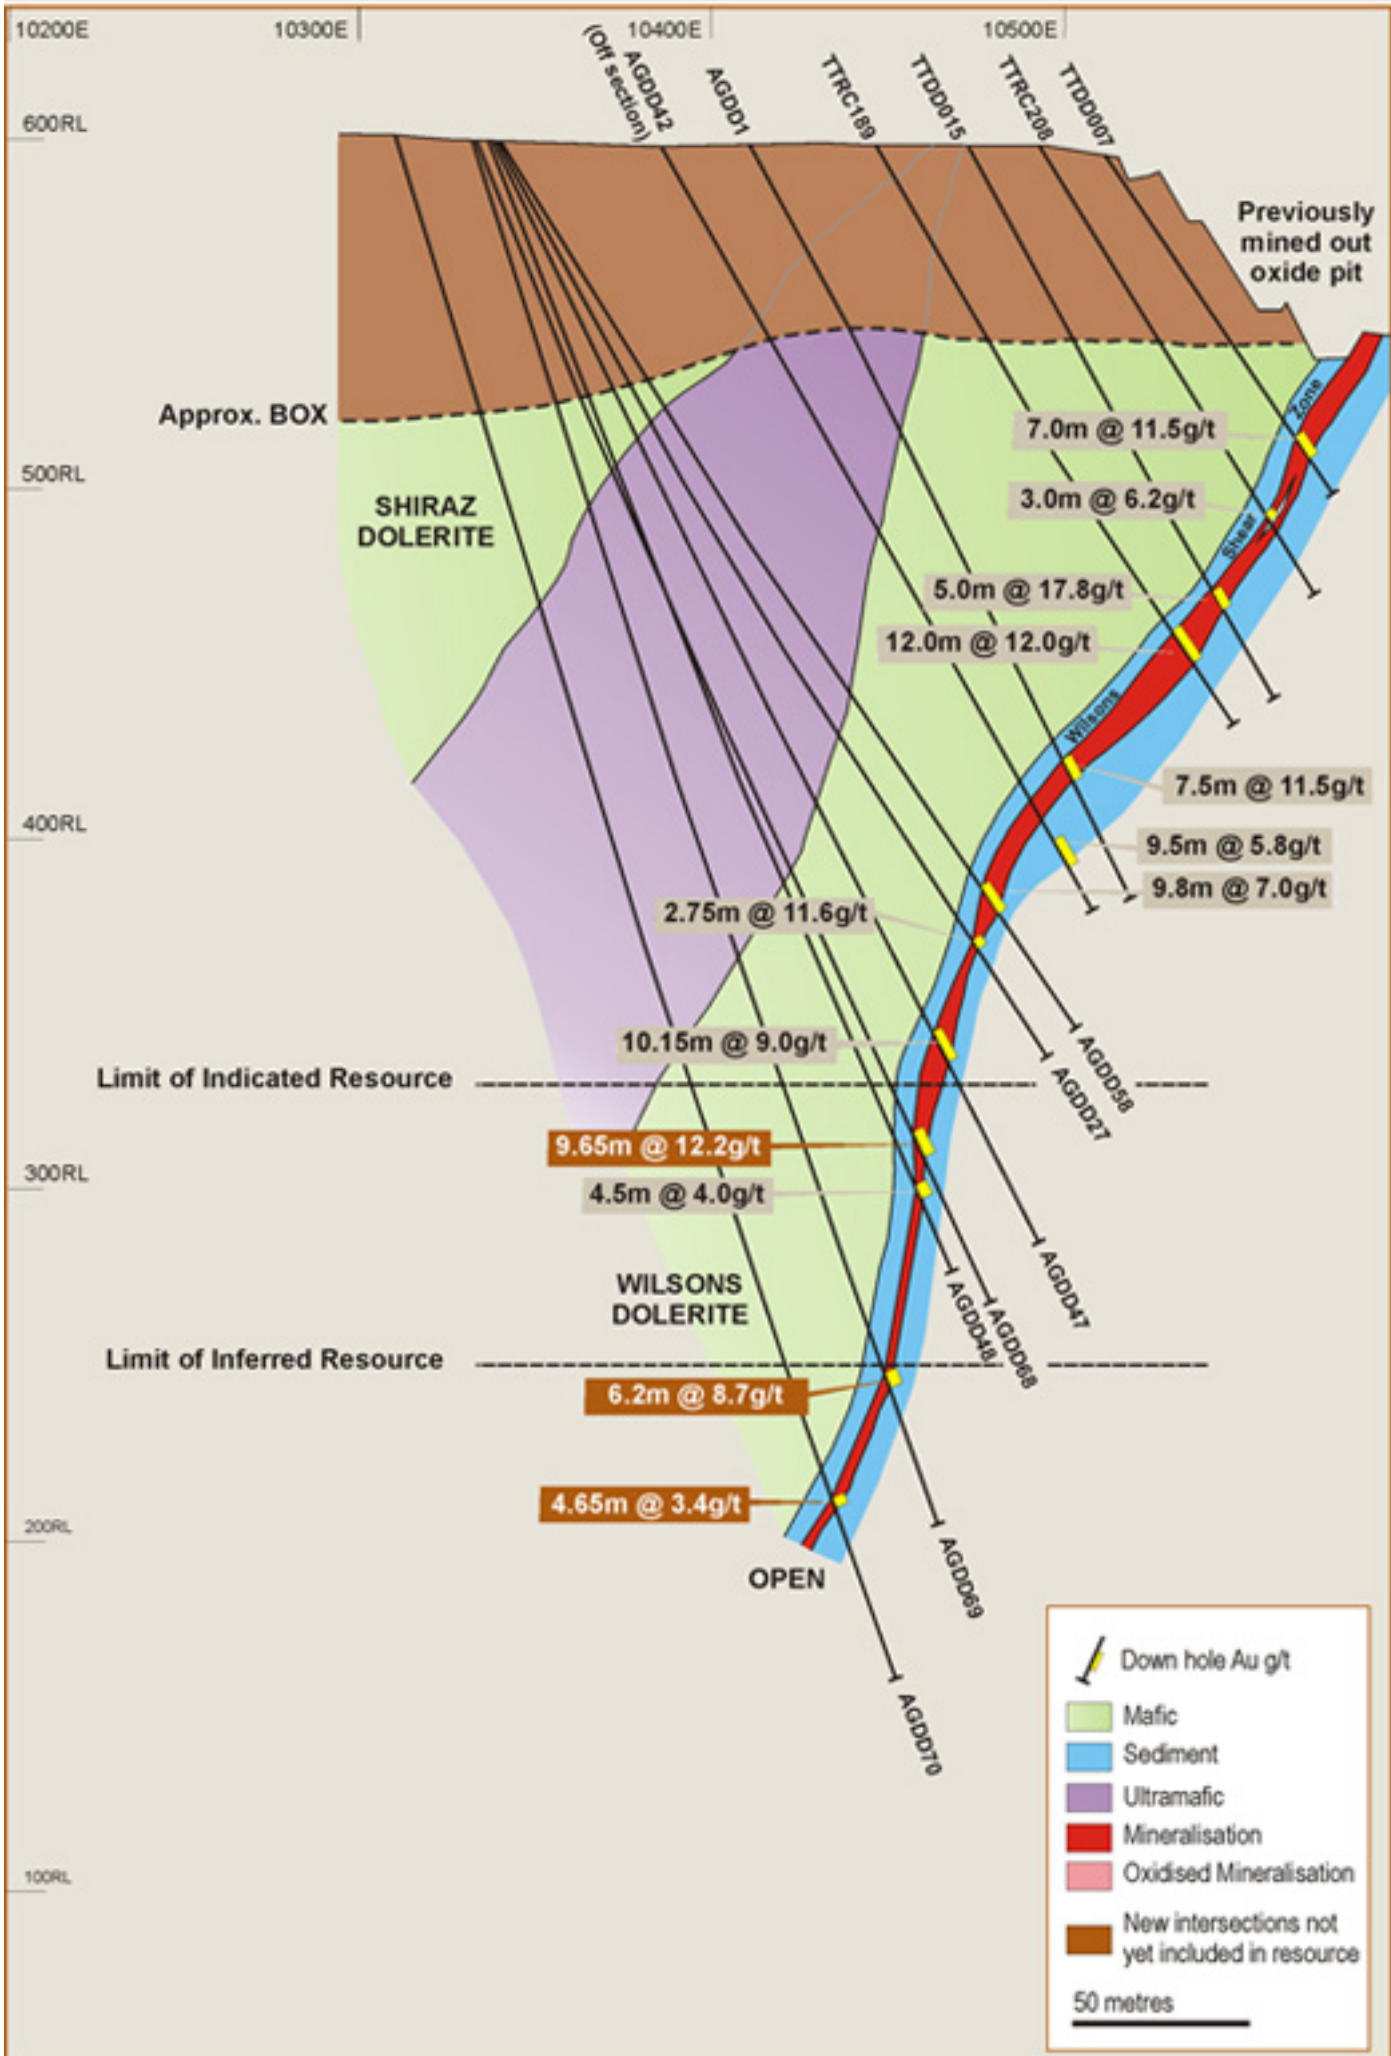 10200E
10300E
10400E
10500E
(Off section)
AGDD42
AGDD1
TTRC189
TTDD015
TTRC208
TTDD007
600RL
Previously
mined out
oxide pit
Approx. BOX
Zone
7.0m @ 11.5g/t
500RL
3.0m @ 6.2g/t
SHIRAZ
DOLERITE
Shear
5.0m @ 17.8g/t
12.0m @ 12.0g/t
Wilsons
7.5m @ 11.5g/t
400RL
9.5m @ 5.8g/t
9.8m @ 7.0g/t
2.75m @ 11.6g/t
10.15m @ 9.0g/t
Limit of Indicated Resource
AGDD58
AGDD27
9.65m @ 12.2g/t
300RL
4.5m @ 4.0g/t
AGDD47
WILSONS
DOLERITE
AGDD48
AGDD68
Limit of Inferred Resource
6.2m @ 8.7g/t
4.65m @ 3.4g/t
200RL
OPEN
AGDD69
AGDD70
Down hole Au g/t
Mafic
Sediment
Ultramafic
Mineralisation
Oxidised Mineralisation
New intersections not
yet included in resource
100RL
50 metres